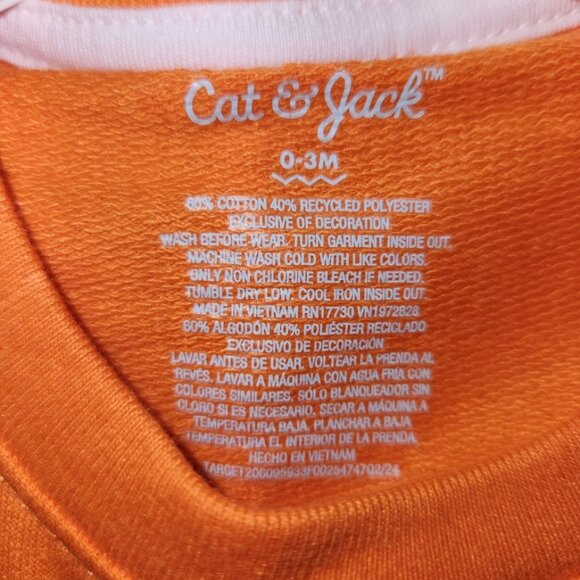 Cat & Jack™
0-3M
60% COTTON 40% RECYCLED POLYESTER
EXCLUSIVE OF DECORATION
WASH BEFORE WEAR. TURN GARMENT INSIDE OUT.
MACHINE WASH COLD WITH LIKE COLORS.
ONLY NON CHLORINE BLEACH IF NEEDED.
TUMBLE DRY LOW. COOL IRON INSIDE OUT.
MADE IN VIETNAM RN17730 VN1972828
60% ALGODÓN 40% POLIÉSTER RECICLADO
EXCLUSIVO DE DECORACIÓN
LAVAR ANTES DE USAR. VOLTEAR LA PRENDA AL
REVÉS. LAVAR A MÁQUINA CON AGUA FRÍA CON
COLORES SIMILARES. SÓLO BLANQUEADOR SIN
CLORO SI ES NECESARIO. SECAR A MÁQUINA A
TEMPERATURA BAJA. PLANCHAR A BAJA
TEMPERATURA EL INTERIOR DE LA PRENDA.
HECHO EN VIETNAM
TARGET206095933F0025474702/24